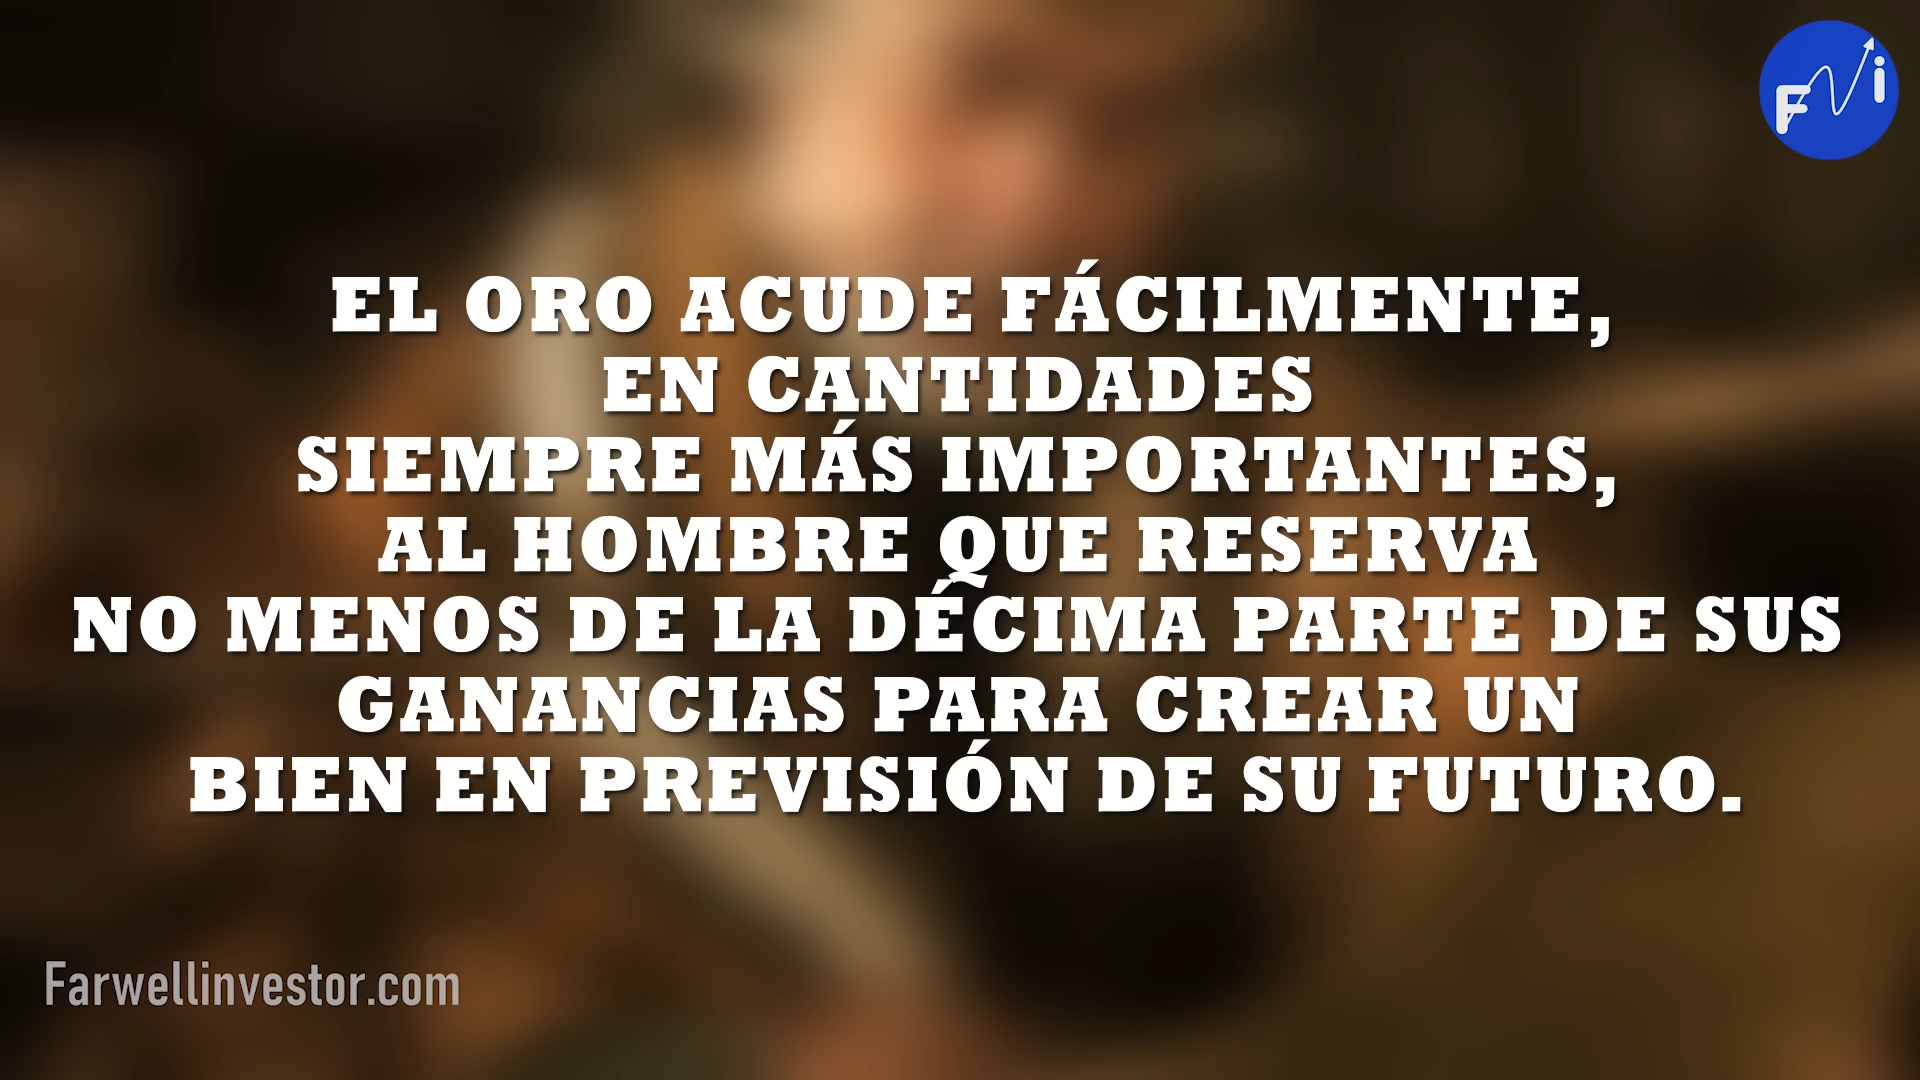 F i
EL ORO ACUDE FÁCILMENTE,
EN CANTIDADES
SIEMPRE MÁS IMPORTANTES,
AL HOMBRE QUE RESERVA
NO MENOS DE LA DÉCIMA PARTE DE SUS
GANANCIAS PARA CREAR UN
BIEN EN PREVISIÓN DE SU FUTURO.
Farwellinvestor.com